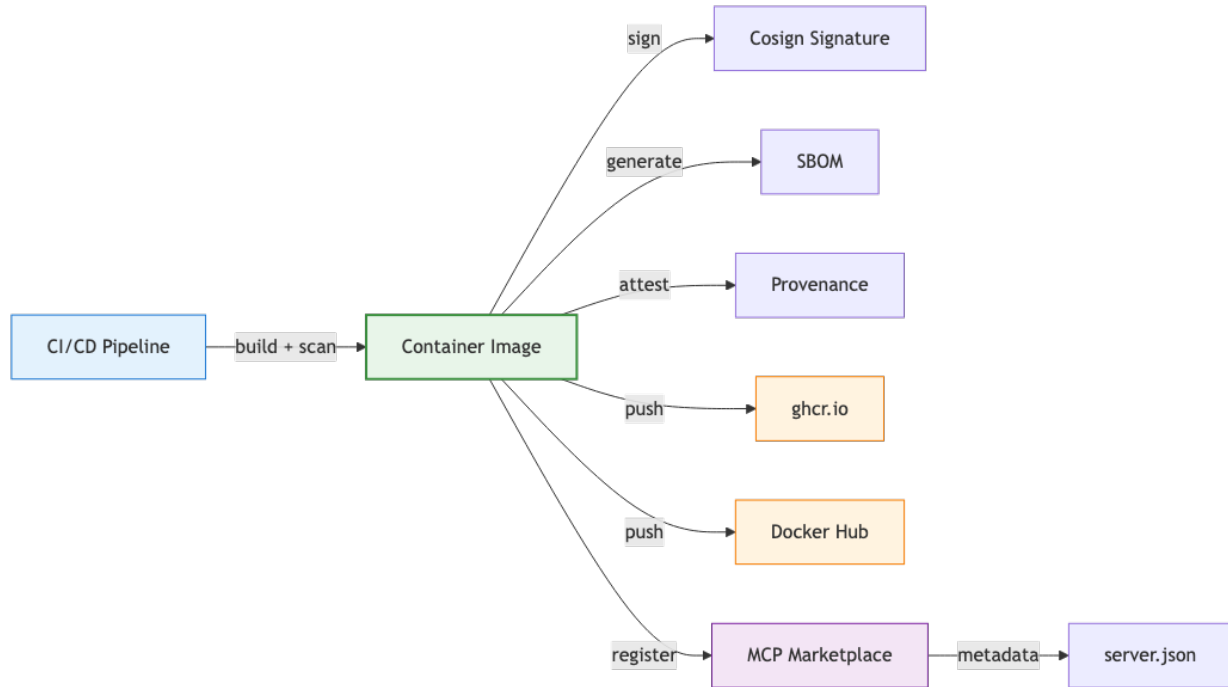 sign
Cosign Signature
generate
SBOM
attest
Provenance
CI/CD Pipeline
build + scan
Container Image
push
ghcr.io
push
Docker Hub
register
MCP Marketplace
metadata
server.json